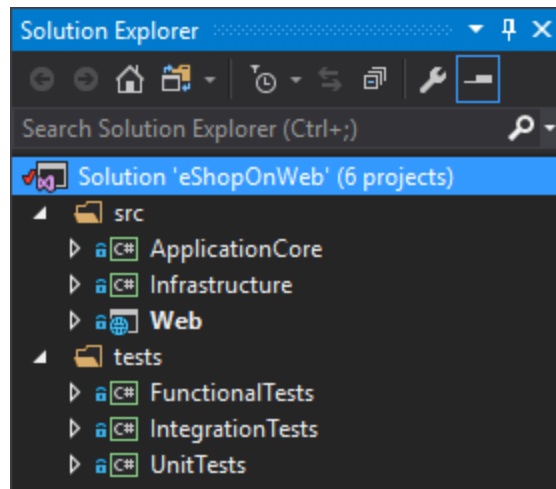 Solution Explorer
Search Solution Explorer (Ctrl+;)
Solution 'eShopOnWeb' (6 projects)
src
C# ApplicationCore
C# Infrastructure
Web
tests
C# FunctionalTests
C# IntegrationTests
C# UnitTests